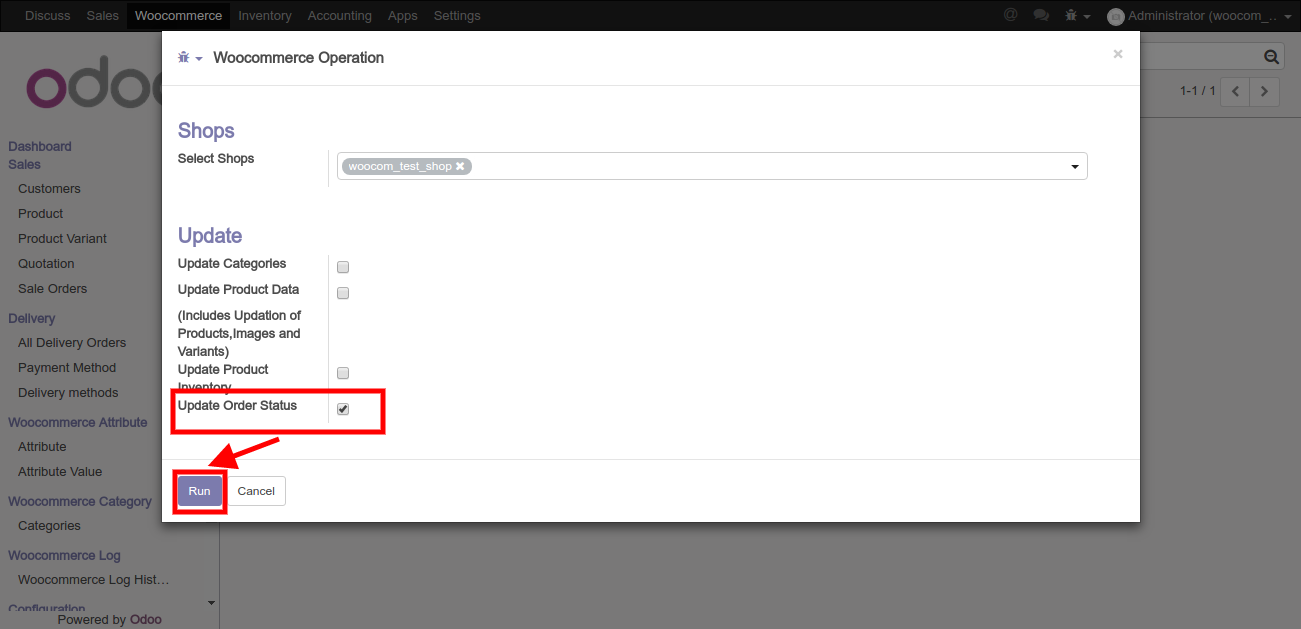 Discuss Sales Woocommerce Inventory Accounting Apps Settings @ Administrator (woocom_..
Woocommerce Operation ×
odoo
1-1 / 1
Shops
Select Shops woocom_test_shop ×
Dashboard
Sales
Customers
Product
Product Variant
Quotation
Sale Orders
Delivery
All Delivery Orders
Payment Method
Delivery methods
Woocommerce Attribute
Attribute
Attribute Value
Woocommerce Category
Categories
Woocommerce Log
Woocommerce Log Hist...
Configuration
Powered by Odoo
Update
Update Categories
Update Product Data
(Includes Updation of
Products,Images and
Variants)
Update Product
Inventory
Update Order Status
Run Cancel